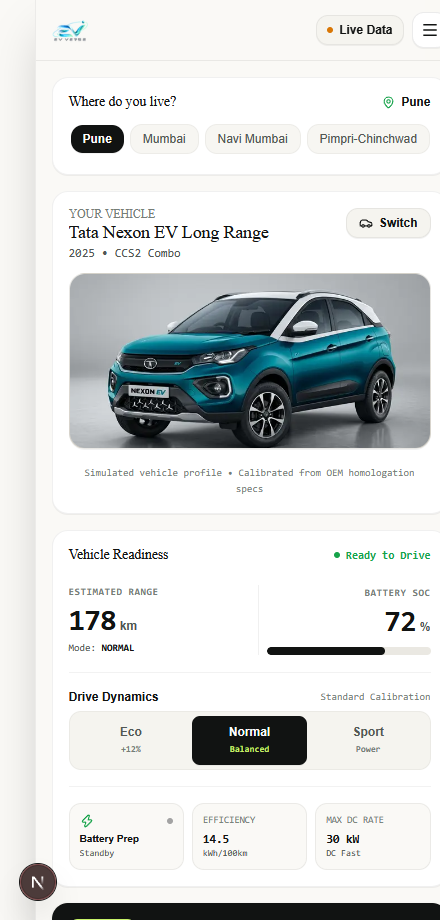 EV VERSE
Live Data
Where do you live?
Pune
Pune
Mumbai
Navi Mumbai
Pimpri-Chinchwad
YOUR VEHICLE
Tata Nexon EV Long Range
2025 • CCS2 Combo
Switch
NEXON EV
Simulated vehicle profile • Calibrated from OEM homologation
specs
Vehicle Readiness
Ready to Drive
ESTIMATED RANGE
178 km
Mode: NORMAL
BATTERY SOC
72 %
Drive Dynamics
Standard Calibration
Eco
+12%
Normal
Balanced
Sport
Power
Battery Prep
Standby
EFFICIENCY
14.5
kWh/100km
MAX DC RATE
30 kW
DC Fast
N